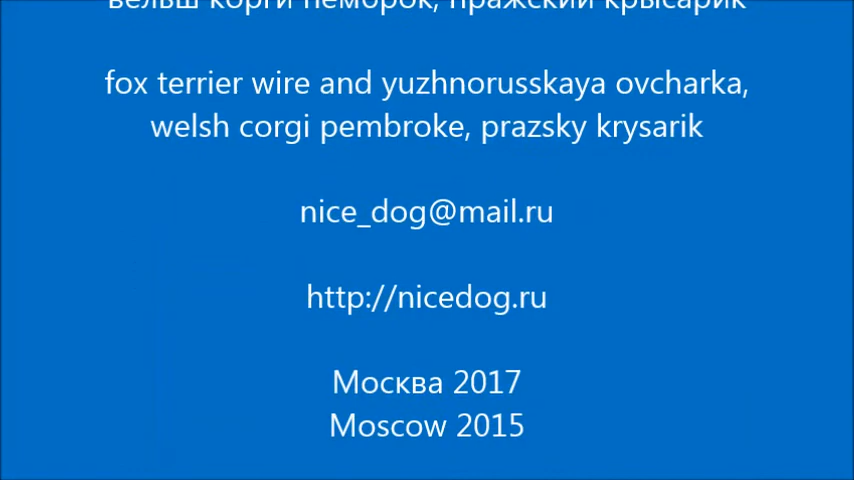 вельш корги пемброк, пражский крысарик
fox terrier wire and yuzhnorusskaya ovcharka,
welsh corgi pembroke, prazsky krysarik
nice_dog@mail.ru
http://nicedog.ru
Москва 2017
Moscow 2015